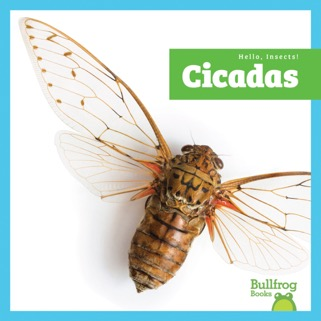 Hello, Insects!
Cicadas
Bullfrog
Books